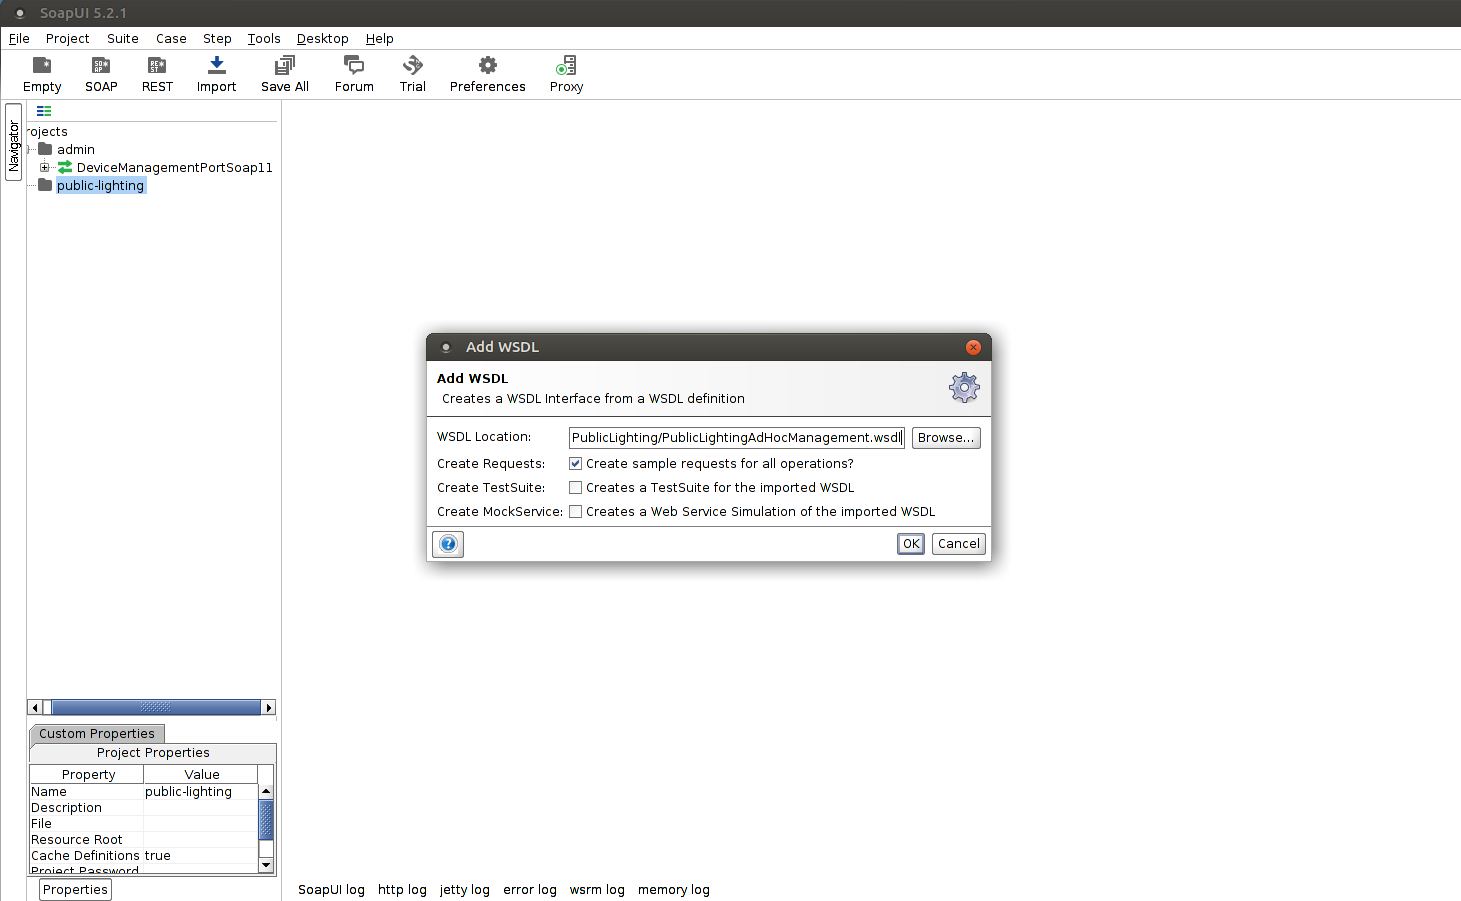 SoapUI 5.2.1
File Project Suite Case Step Tools Desktop Help
Empty SOAP REST Import Save All Forum Trial Preferences Proxy
Navigator
rojects
admin
DeviceManagementPortSoap11
public-lighting
Add WSDL
Add WSDL
Creates a WSDL Interface from a WSDL definition
WSDL Location: PublicLighting/PublicLightingAdHocManagement.wsdl Browse...
Create Requests: Create sample requests for all operations?
Create TestSuite: Creates a TestSuite for the imported WSDL
Create MockService: Creates a Web Service Simulation of the imported WSDL
? OK Cancel
Custom Properties
Project Properties
Property Value
Name public-lighting
Description
File
Resource Root
Cache Definitions true
Project Password
Properties
SoapUI log http log jetty log error log wsrm log memory log